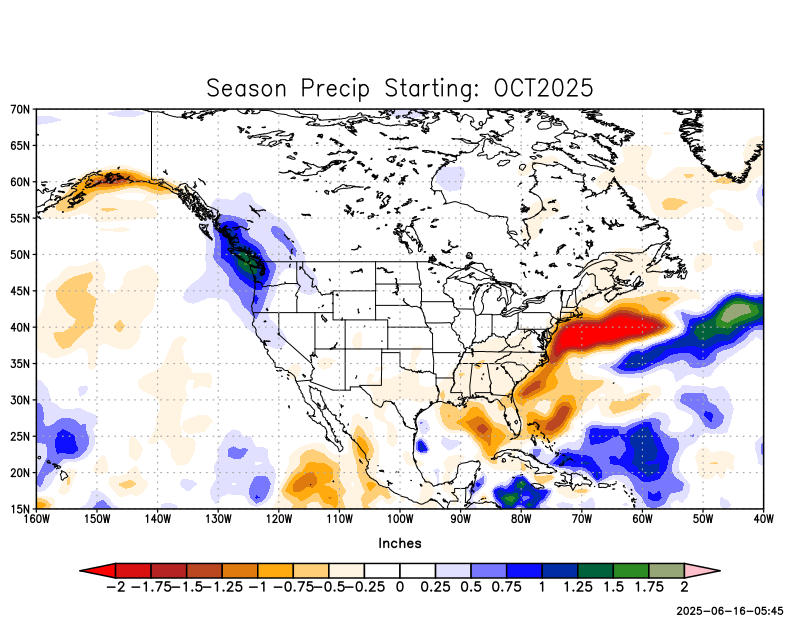 Season Precip Starting: OCT2025
70N
65N
60N
55N
50N
45N
40N
35N
30N
25N
20N
15N
160W 150W 140W 130W 120W 110W 100W 90W 80W 70W 60W 50W 40W
Inches
-2 -1.75-1.5-1.25 -1 -0.75-0.5-0.25 0 0.25 0.5 0.75 1 1.25 1.5 1.75 2
2025-06-16-05:45